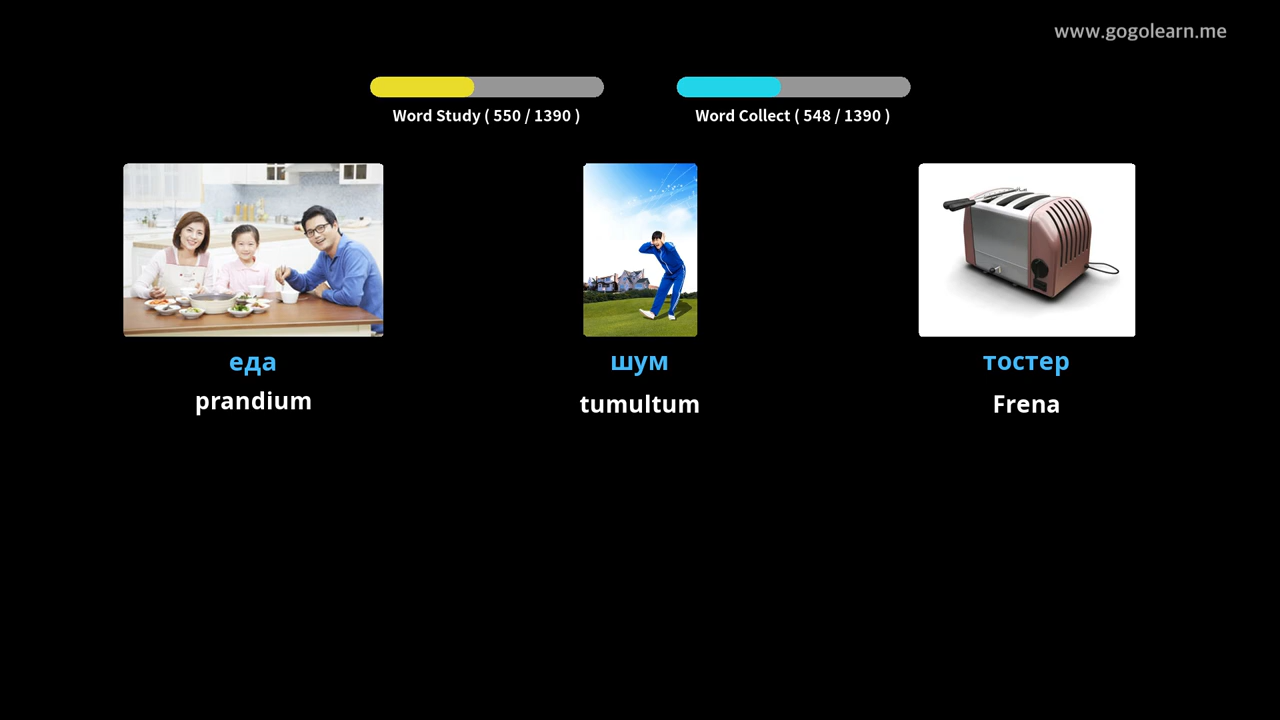 www.gogolearn.me
Word Study ( 550 / 1390 )
Word Collect ( 548 / 1390 )
еда
шум
тостер
prandium
tumultum
Frena